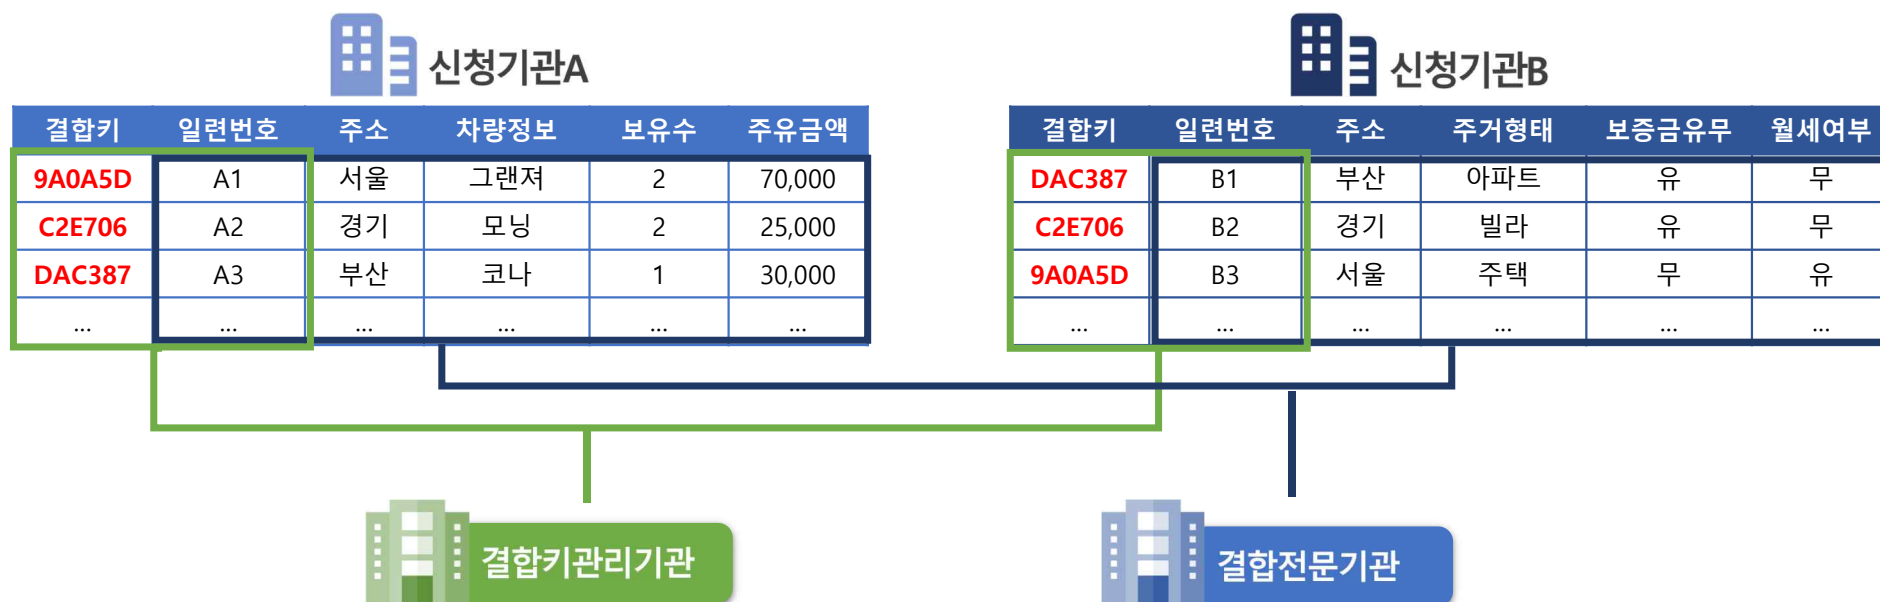 신청기관A
결합키 일련번호 주소 차량정보 보유수 주유금액
9A0A5D A1 서울 그랜져 2 70,000
C2E706 A2 경기 모닝 2 25,000
DAC387 A3 부산 코나 1 30,000
... ... ... ... ... ...
신청기관B
결합키 일련번호 주소 주거형태 보증금유무 월세여부
DAC387 B1 부산 아파트 유 무
C2E706 B2 경기 빌라 유 무
9A0A5D B3 서울 주택 무 유
... ... ... ... ... ...
결합키관리기관
결합전문기관